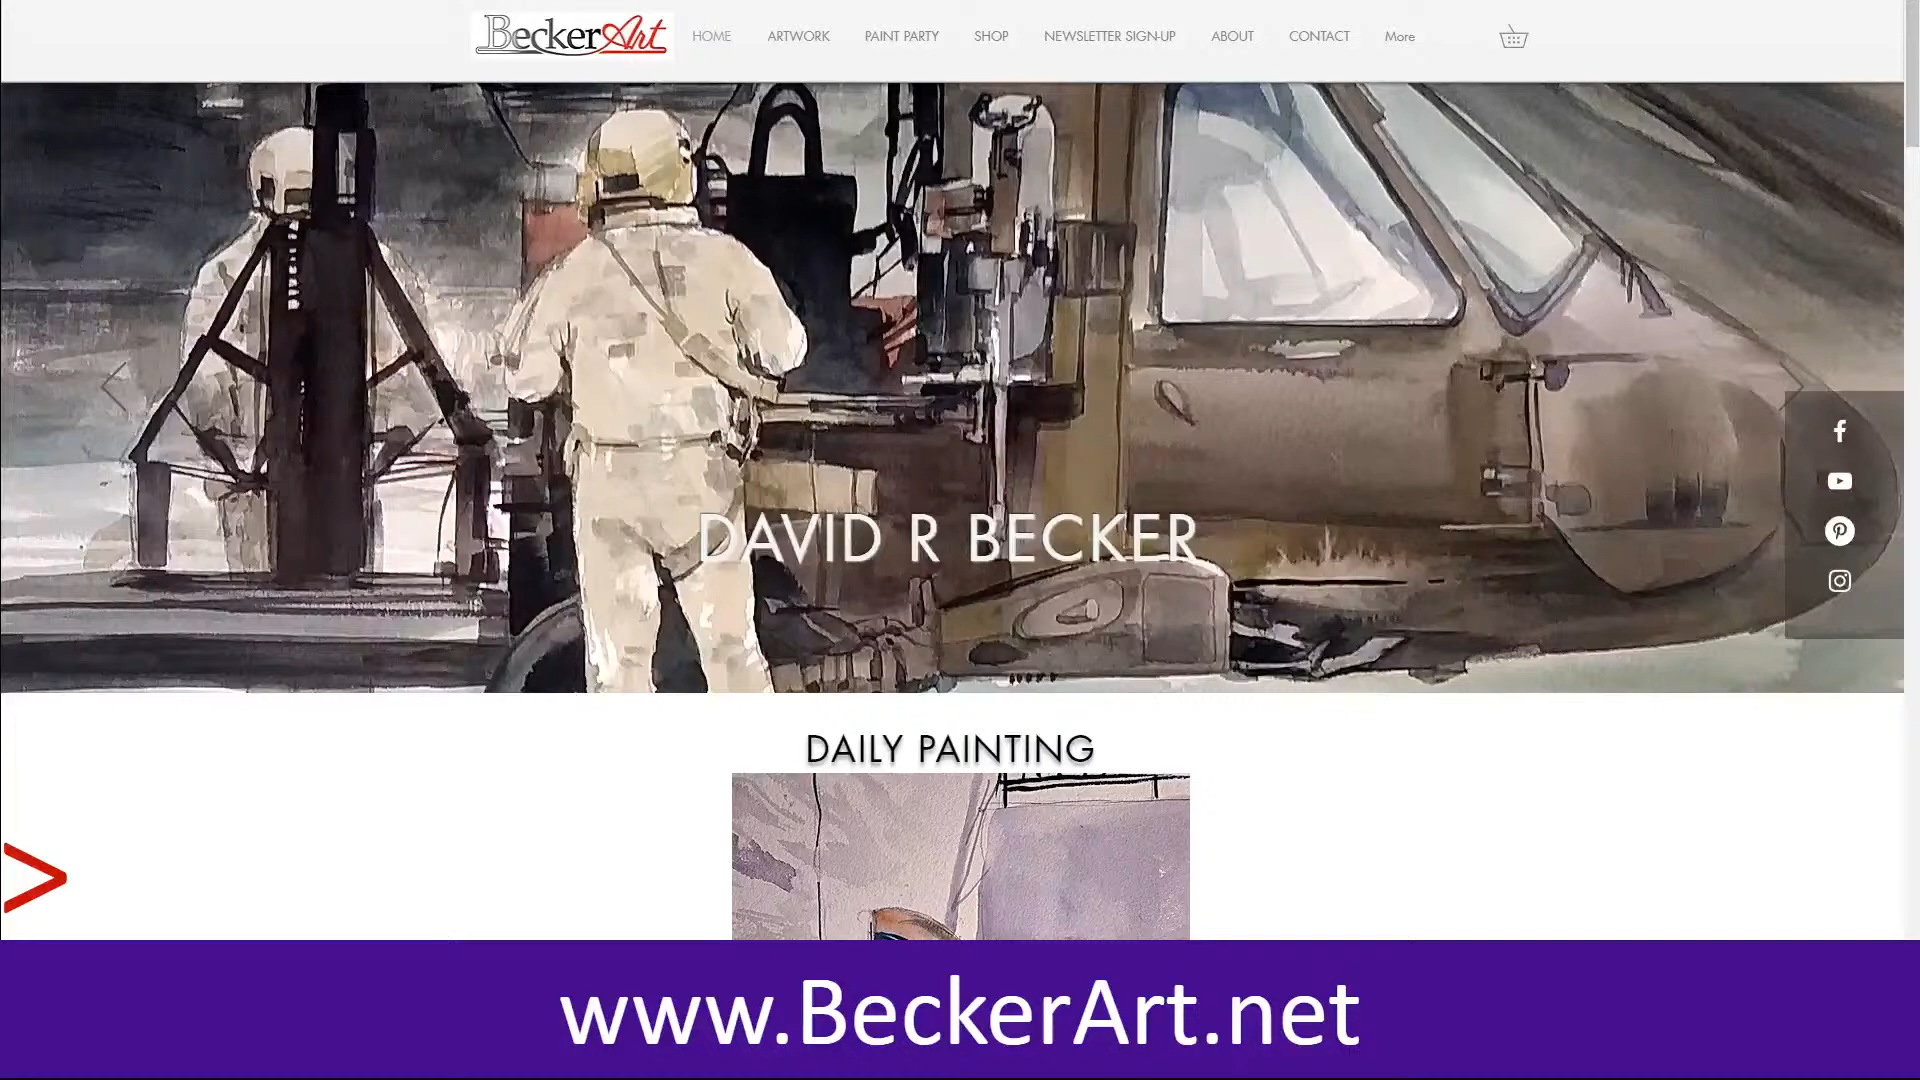 BeckerArt
HOME ARTWORK PAINT PARTY SHOP NEWSLETTER SIGN-UP ABOUT CONTACT More
DAVID R BECKER
DAILY PAINTING
>
www.BeckerArt.net